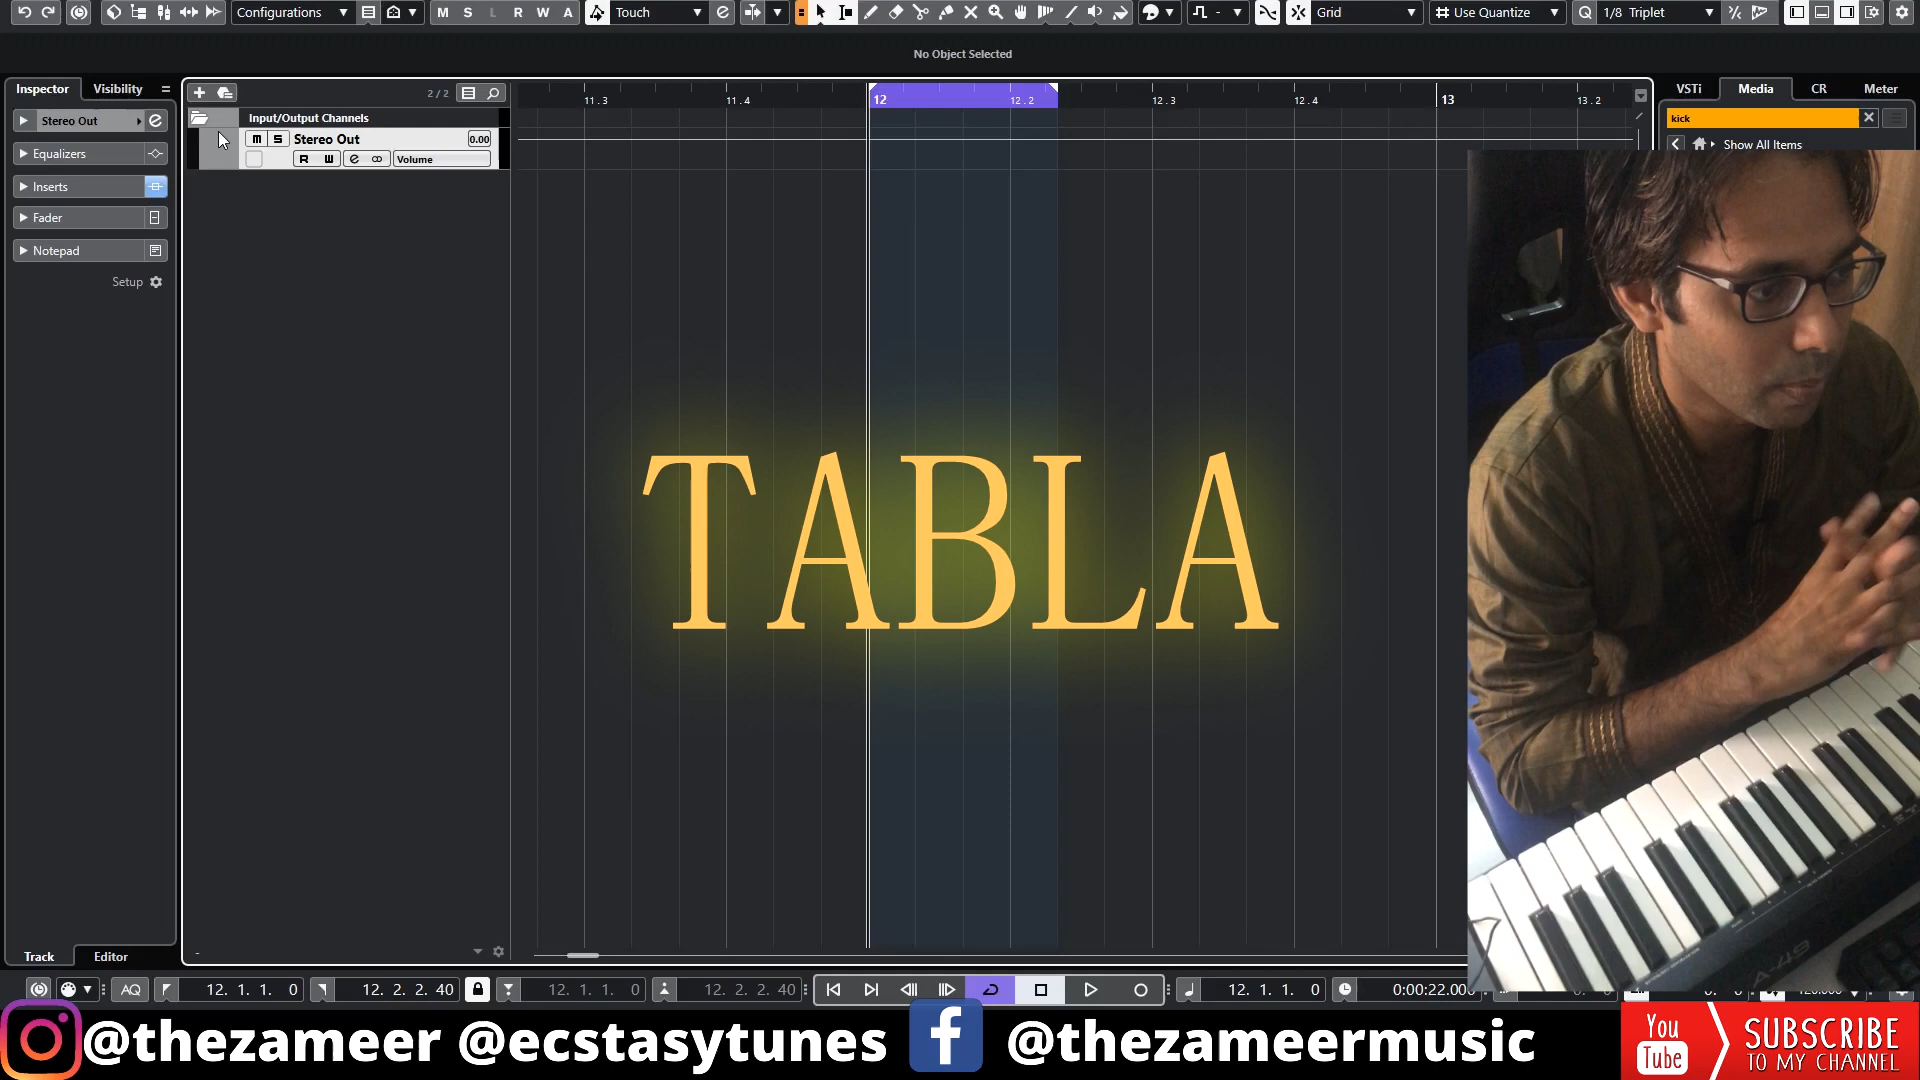 Configurations M S L R W A Touch Grid Use Quantize 1/8 Triplet
No Object Selected
Inspector Visibility
2 / 2
11.3 11.4 12 12.2 12.3 12.4 13 13.2
VSTi Media CR Meter
Stereo Out
Input/Output Channels
kick
M S Stereo Out 0.00
Show All Items
Equalizers
R W e Volume
Inserts
Fader
Notepad
Setup
TABLA
A-49
Track Editor
AQ 12. 1. 1. 0 12. 2. 2. 40 12. 1. 1. 0 12. 2. 2. 40 12. 1. 1. 0 0:00:22.000
@thezameer @ecstasytunes f @thezameermusic
You Tube SUBSCRIBE
TO MY CHANNEL